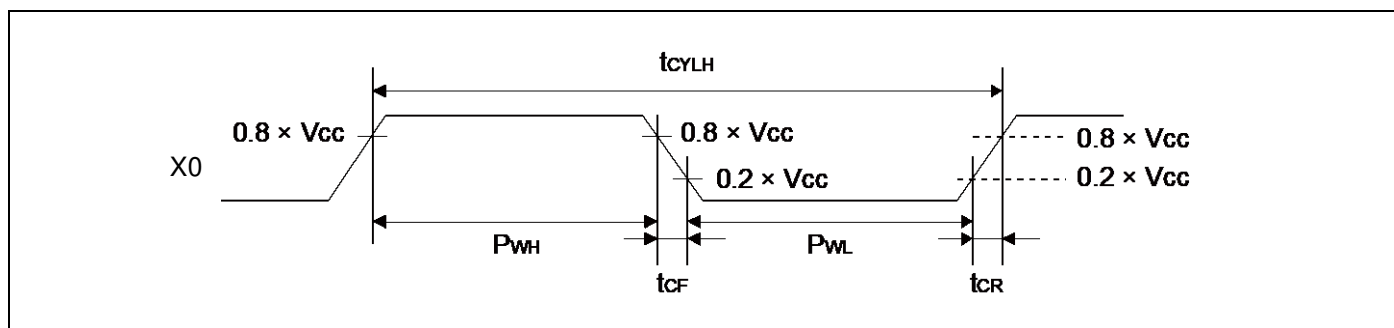 tCYLH
0.8 × Vcc
0.8 × Vcc
0.8 × Vcc
X0
0.2 × Vcc
0.2 × Vcc
PWH
PWL
tCF
tCR